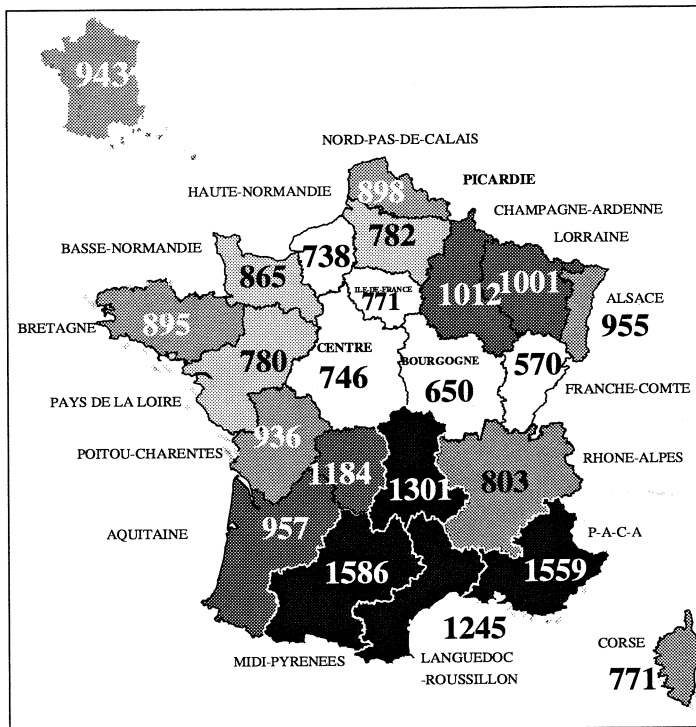 943
NORD-PAS-DE-CALAIS
898
PICARDIE
HAUTE-NORMANDIE
CHAMPAGNE-ARDENNE
782
LORRAINE
BASSE-NORMANDIE
738
865
ILE-DE-FRANCE
771
1012
1001
ALSACE
955
BRETAGNE
895
780
CENTRE
746
BOURGOGNE
650
570
FRANCHE-COMTE
PAYS DE LA LOIRE
936
POITOU-CHARENTES
1184
1301
803
RHONE-ALPES
AQUITAINE
957
P-A-C-A
1586
1559
1245
MIDI-PYRENEES
LANGUEDOC
-ROUSSILLON
CORSE
771